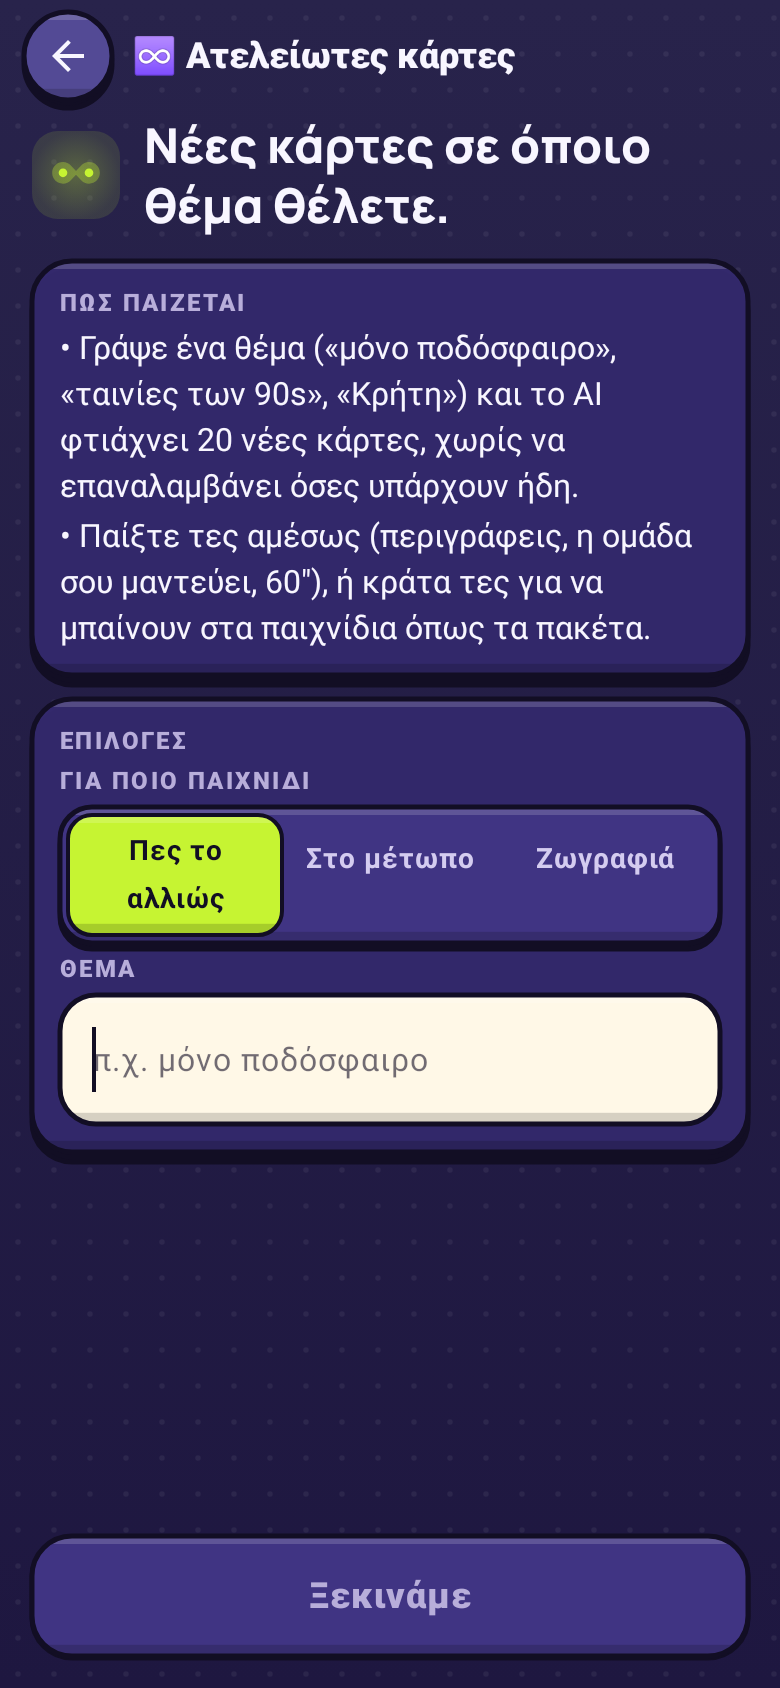 ♾️ Ατελείωτες κάρτες
Νέες κάρτες σε όποιο
θέμα θέλετε.
ΠΩΣ ΠΑΙΖΕΤΑΙ
• Γράψε ένα θέμα («μόνο ποδόσφαιρο»,
«ταινίες των 90s», «Κρήτη») και το AI
φτιάχνει 20 νέες κάρτες, χωρίς να
επαναλαμβάνει όσες υπάρχουν ήδη.
• Παίξτε τες αμέσως (περιγράφεις, η ομάδα
σου μαντεύει, 60"), ή κράτα τες για να
μπαίνουν στα παιχνίδια όπως τα πακέτα.
ΕΠΙΛΟΓΕΣ
ΓΙΑ ΠΟΙΟ ΠΑΙΧΝΙΔΙ
Πες το
αλλιώς
Στο μέτωπο
Ζωγραφιά
ΘΕΜΑ
π.χ. μόνο ποδόσφαιρο
Ξεκινάμε